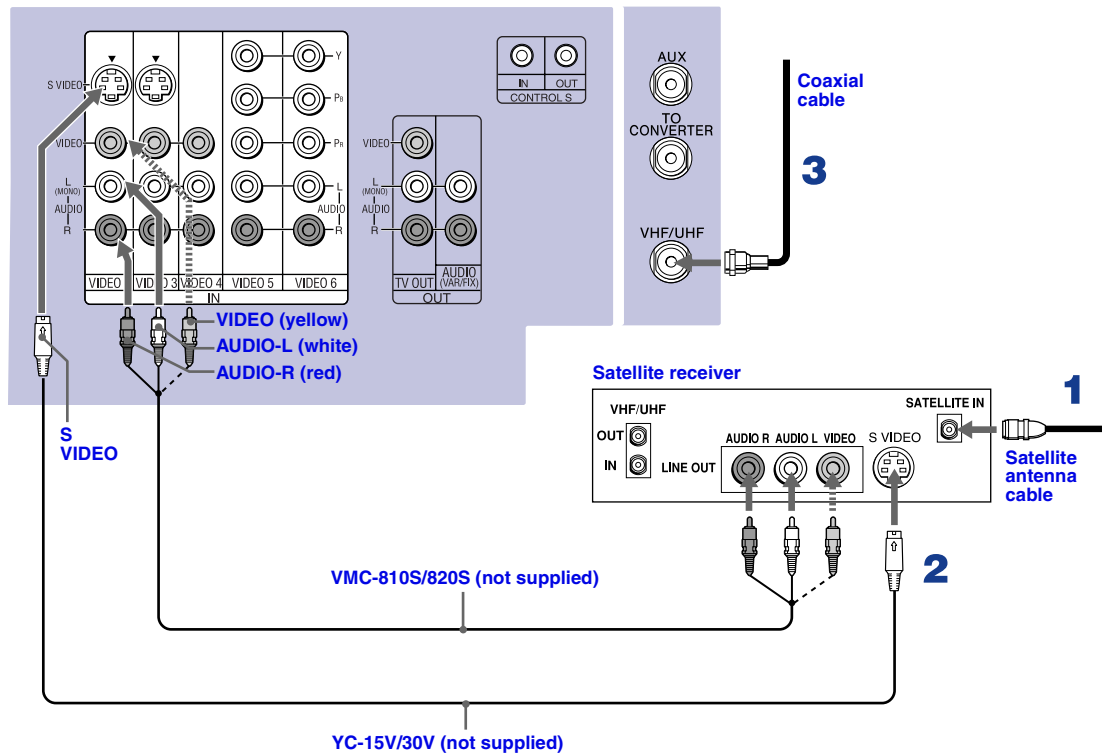 S VIDEO
VIDEO
L
(MONO)
AUDIO
R
Y
PB
PR
L
AUDIO
R
VIDEO
VIDEO 3
VIDEO 4
VIDEO 5
VIDEO 6
IN
IN
OUT
CONTROL S
VIDEO
L
(MONO)
AUDIO
R
TV OUT
AUDIO
(VAR/FIX)
OUT
AUX
TO
CONVERTER
VHF/UHF
Coaxial
cable
3
VIDEO (yellow)
AUDIO-L (white)
AUDIO-R (red)
S
VIDEO
Satellite receiver
VHF/UHF
OUT
IN
LINE OUT
AUDIO R
AUDIO L
VIDEO
S VIDEO
SATELLITE IN
1
Satellite
antenna
cable
2
VMC-810S/820S (not supplied)
YC-15V/30V (not supplied)